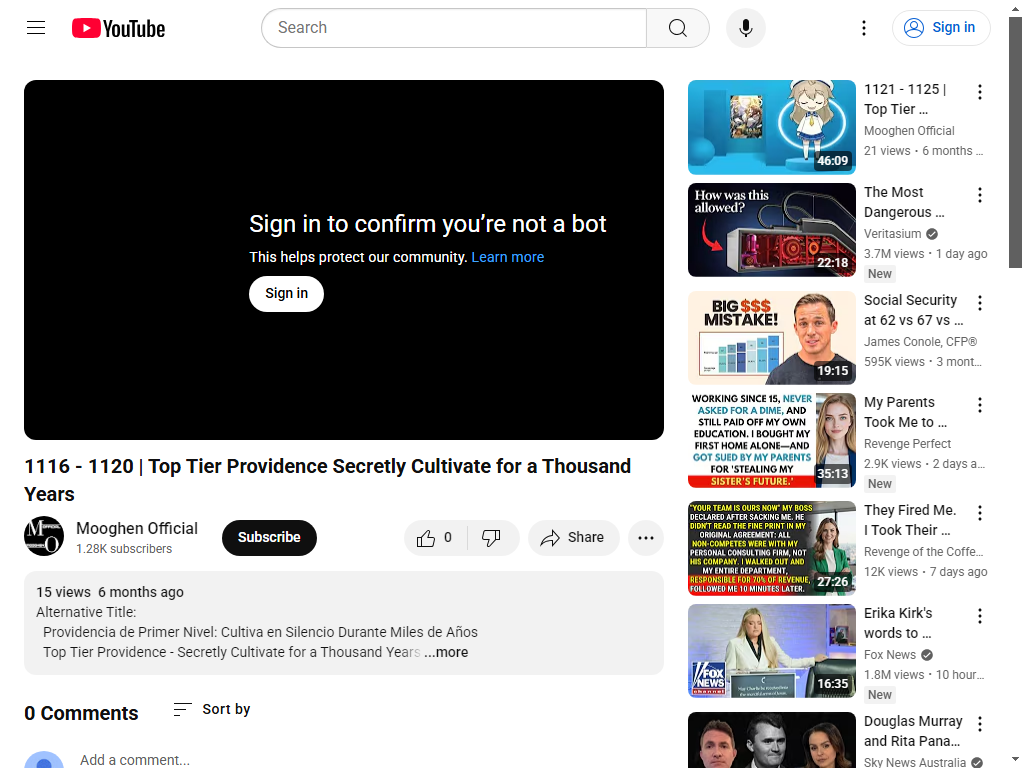 YouTube
Search
Sign in
Sign in to confirm you’re not a bot
This helps protect our community. Learn more
Sign in
1116 - 1120 | Top Tier Providence Secretly Cultivate for a Thousand
Years
Mooghen Official
1.28K subscribers
Subscribe
0
Share
15 views 6 months ago
Alternative Title:
Providencia de Primer Nivel: Cultiva en Silencio Durante Miles de Años
Top Tier Providence - Secretly Cultivate for a Thousand Years ...more
0 Comments
Sort by
Add a comment...
46:09
1121 - 1125 |
Top Tier ...
Mooghen Official
21 views • 6 months ...
How was this
allowed?
22:18
The Most
Dangerous ...
Veritasium
3.7M views • 1 day ago
New
BIG $$$
MISTAKE!
19:15
Social Security
at 62 vs 67 vs ...
James Conole, CFP®
595K views • 3 mont...
WORKING SINCE 15, NEVER
ASKED FOR A DIME, AND
STILL PAID OFF MY OWN
EDUCATION. I BOUGHT MY
FIRST HOME ALONE—AND
GOT SUED BY MY PARENTS
FOR 'STEALING MY
SISTER'S FUTURE.'
35:13
My Parents
Took Me to ...
Revenge Perfect
2.9K views • 2 days a...
New
"YOUR TEAM IS OURS NOW" MY BOSS
DECLARED AFTER SACKING ME. HE
DIDN'T READ THE FINE PRINT IN MY
ORIGINAL AGREEMENT: ALL
NON-COMPETES WERE WITH MY
PERSONAL CONSULTING FIRM, NOT
HIS COMPANY. I WALKED OUT AND
MY ENTIRE DEPARTMENT,
RESPONSIBLE FOR 70% OF REVENUE,
FOLLOWED ME 10 MINUTES LATER.
27:26
They Fired Me.
I Took Their ...
Revenge of the Coffe...
12K views • 7 days ago
FOX
NEWS
channel
16:35
Erika Kirk's
words to ...
Fox News
1.8M views • 10 hour...
New
Douglas Murray
and Rita Pana...
Sky News Australia